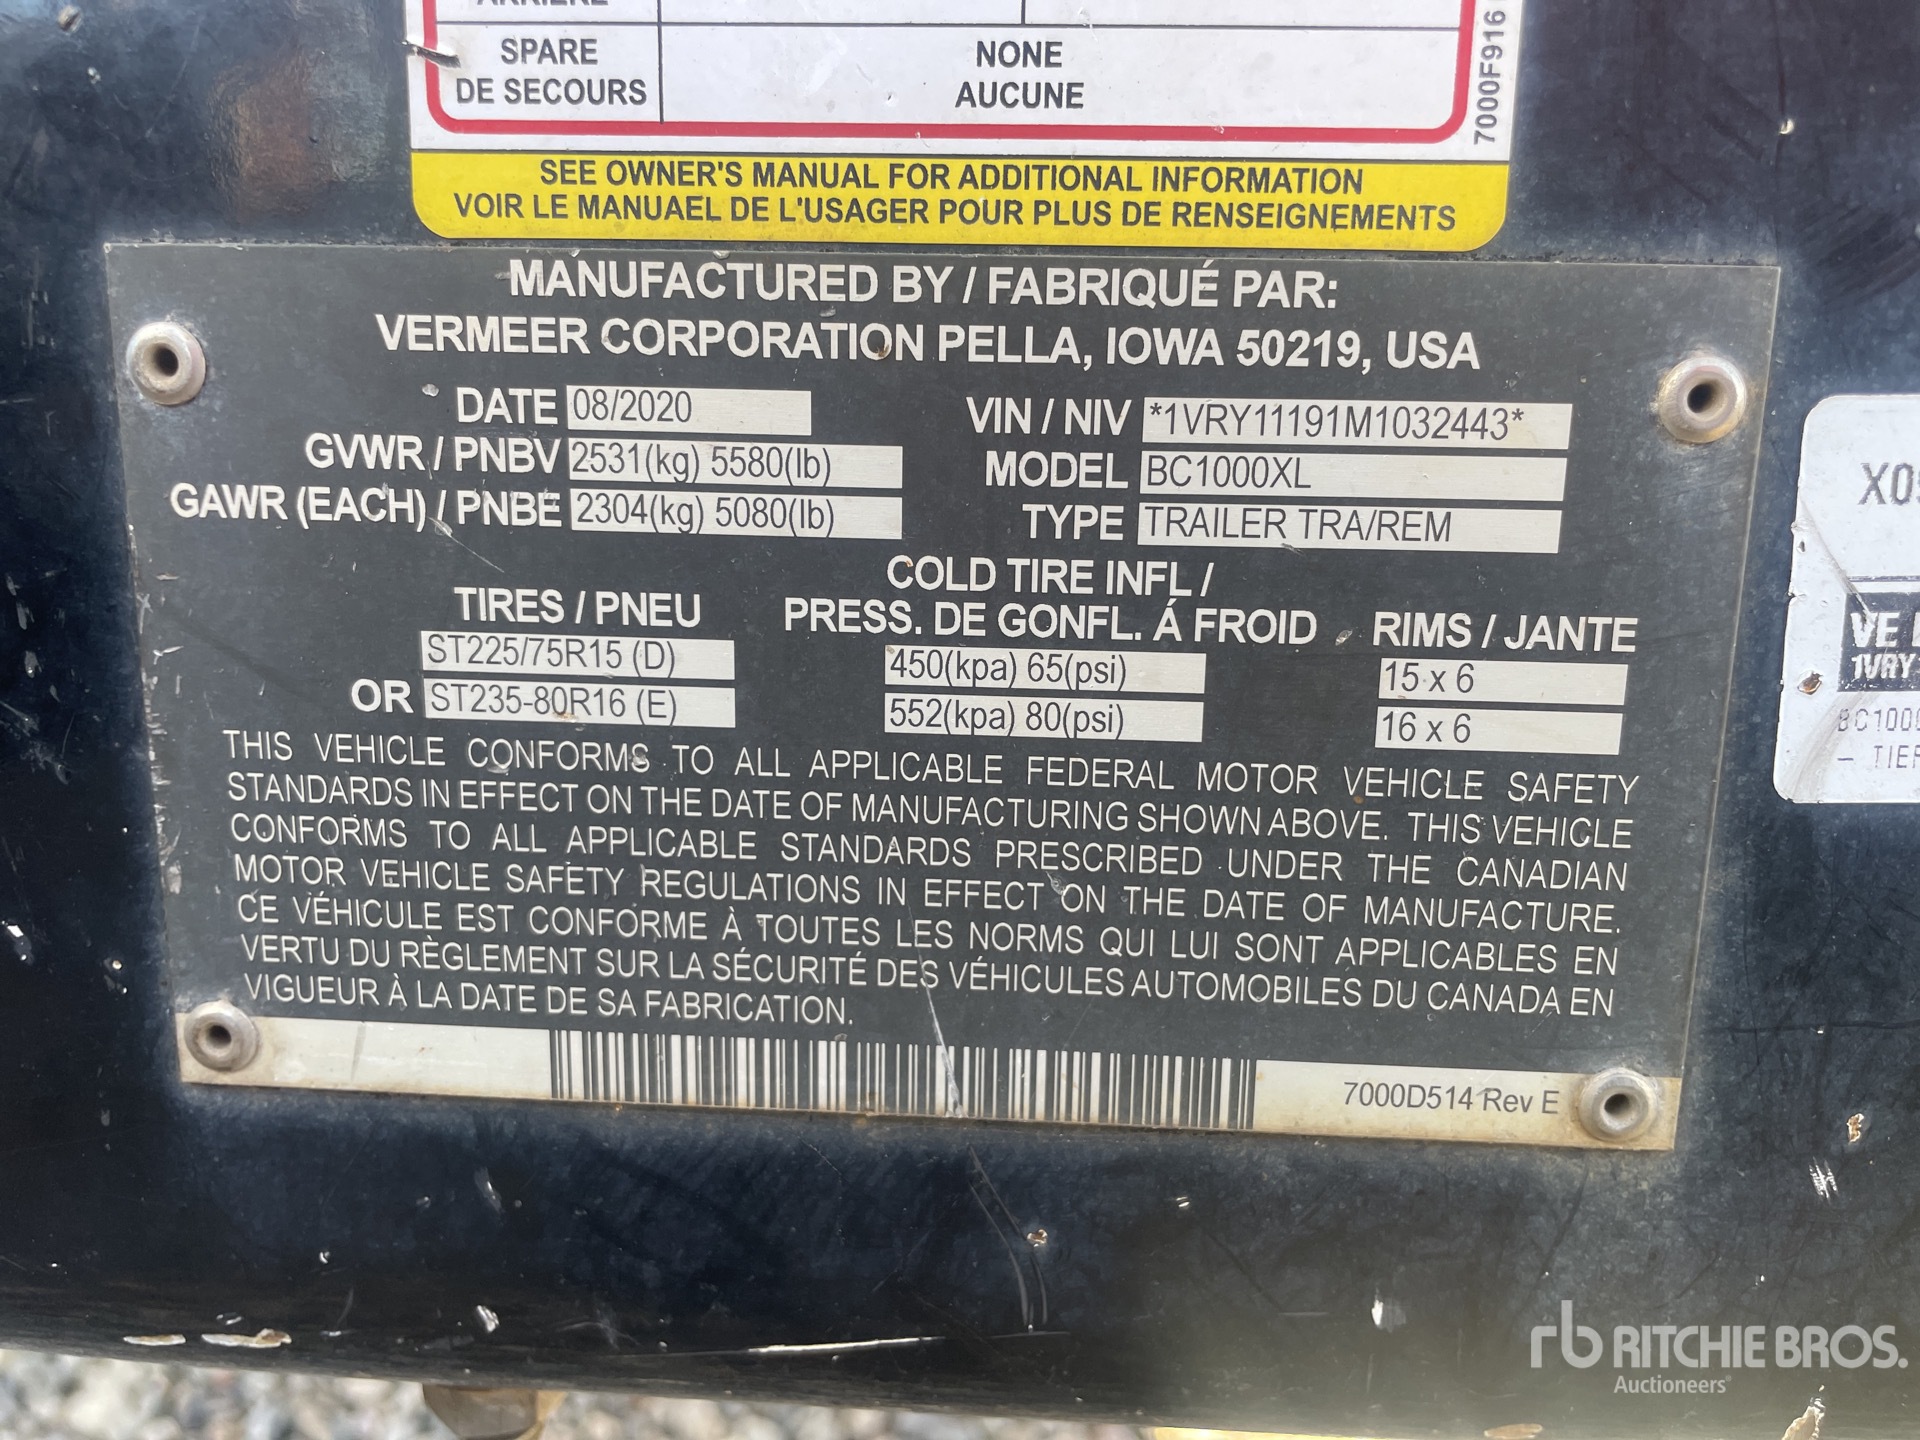 ARRIÈRE
SPARE
DE SECOURS
NONE
AUCUNE
7000F916
SEE OWNER'S MANUAL FOR ADDITIONAL INFORMATION
VOIR LE MANUAEL DE L'USAGER POUR PLUS DE RENSEIGNEMENTS
MANUFACTURED BY / FABRIQUÉ PAR:
VERMEER CORPORATION PELLA, IOWA 50219, USA
DATE 08/2020
VIN / NIV *1VRY11191M1032443*
GVWR / PNBV 2531(kg) 5580(lb)
MODEL BC1000XL
GAWR (EACH) / PNBE 2304(kg) 5080(lb)
TYPE TRAILER TRA/REM
TIRES / PNEU
COLD TIRE INFL /
PRESS. DE GONFL. Á FROID
RIMS / JANTE
ST225/75R15 (D) 450(kpa) 65(psi) 15 x 6
OR ST235-80R16 (E) 552(kpa) 80(psi) 16 x 6
THIS VEHICLE CONFORMS TO ALL APPLICABLE FEDERAL MOTOR VEHICLE SAFETY
STANDARDS IN EFFECT ON THE DATE OF MANUFACTURING SHOWN ABOVE. THIS VEHICLE
CONFORMS TO ALL APPLICABLE STANDARDS PRESCRIBED UNDER THE CANADIAN
MOTOR VEHICLE SAFETY REGULATIONS IN EFFECT ON THE DATE OF MANUFACTURE.
CE VÉHICULE EST CONFORME À TOUTES LES NORMS QUI LUI SONT APPLICABLES EN
VERTU DU RÈGLEMENT SUR LA SÉCURITÉ DES VÉHICULES AUTOMOBILES DU CANADA EN
VIGUEUR À LA DATE DE SA FABRICATION.
7000D514 Rev E
VE
1VRY
BC100
- TIE
rb RITCHIE BROS.
Auctioneers